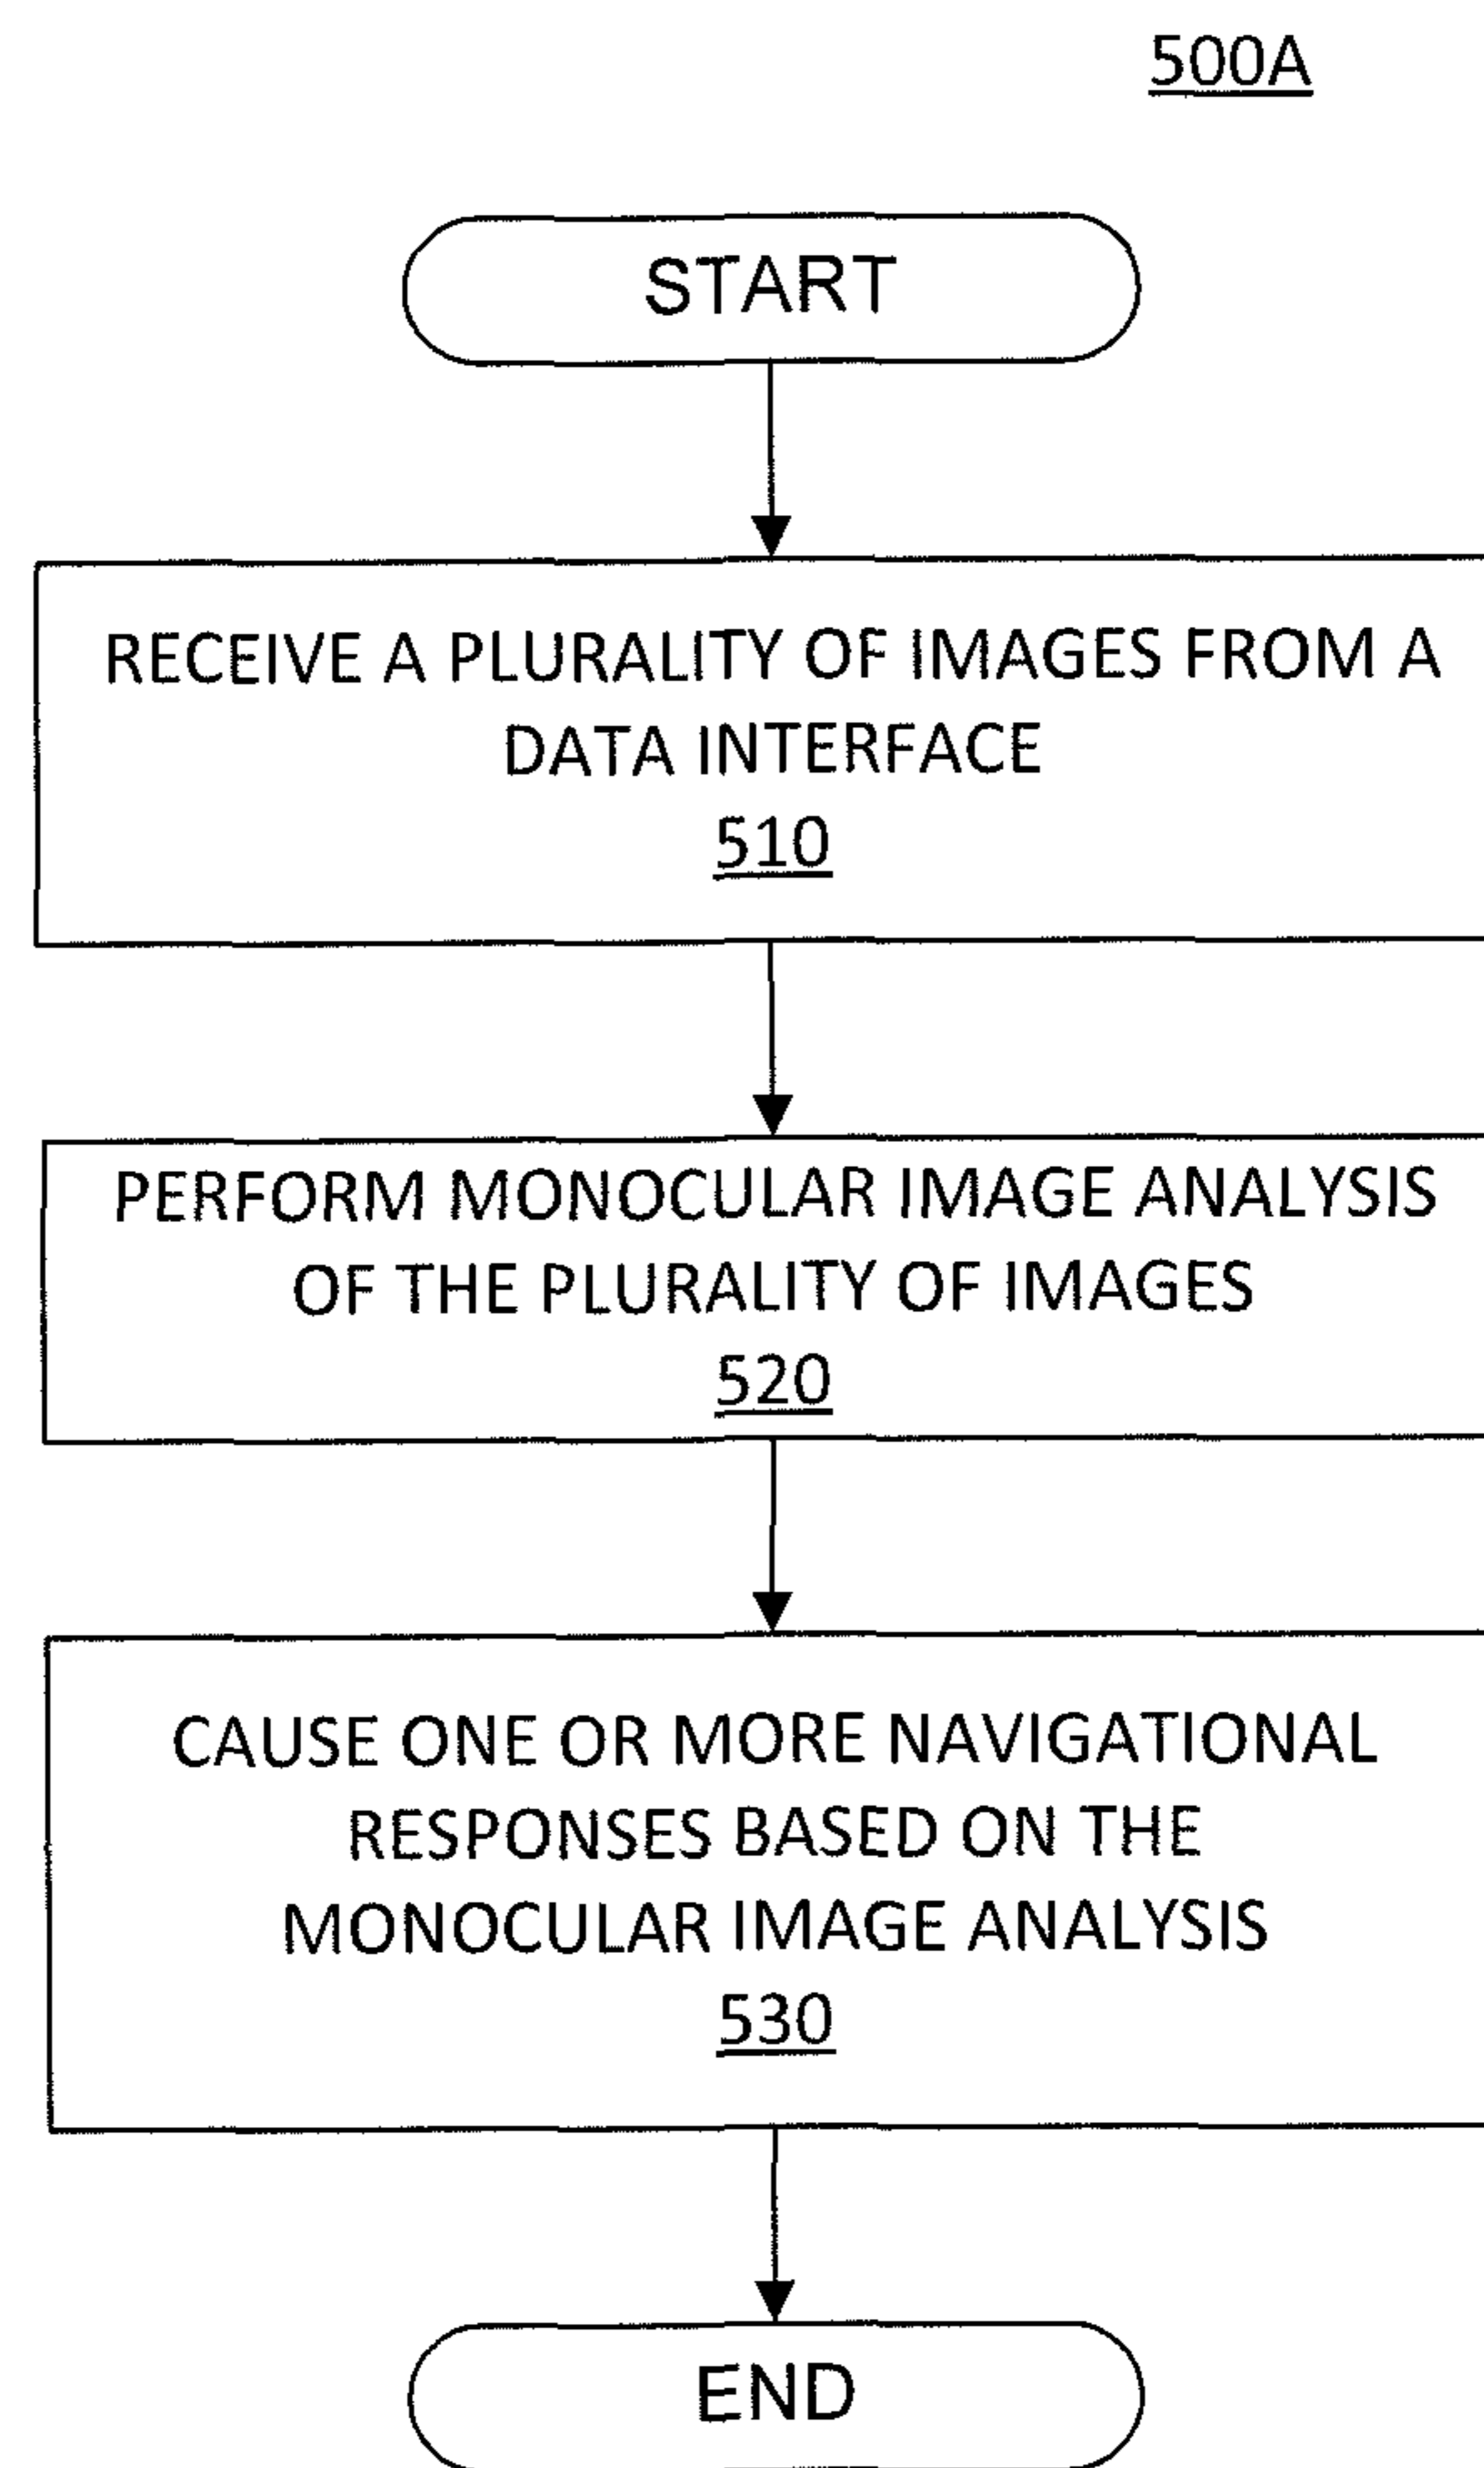 500A
START
RECEIVE A PLURALITY OF IMAGES FROM A
DATA INTERFACE
510
PERFORM MONOCULAR IMAGE ANALYSIS
OF THE PLURALITY OF IMAGES
520
CAUSE ONE OR MORE NAVIGATIONAL
RESPONSES BASED ON THE
MONOCULAR IMAGE ANALYSIS
530
END